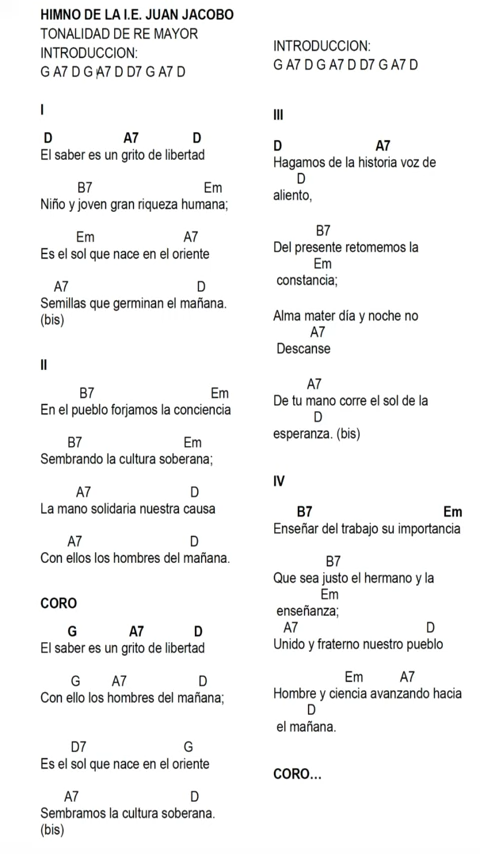 HIMNO DE LA I.E. JUAN JACOBO
TONALIDAD DE RE MAYOR
INTRODUCCION:
G A7 D G A7 D D7 G A7 D
I
D A7 D
El saber es un grito de libertad
B7 Em
Niño y joven gran riqueza humana;
Em A7
Es el sol que nace en el oriente
A7 D
Semillas que germinan el mañana.
(bis)
II
B7 Em
En el pueblo forjamos la conciencia
B7 Em
Sembrando la cultura soberana;
A7 D
La mano solidaria nuestra causa
A7 D
Con ellos los hombres del mañana.
CORO
G A7 D
El saber es un grito de libertad
G A7 D
Con ello los hombres del mañana;
D7 G
Es el sol que nace en el oriente
A7 D
Sembramos la cultura soberana.
(bis)
INTRODUCCION:
G A7 D G A7 D D7 G A7 D
III
D A7
Hagamos de la historia voz de
D
aliento,
B7
Del presente retomemos la
Em
constancia;
Alma mater día y noche no
A7
Descanse
A7
De tu mano corre el sol de la
D
esperanza. (bis)
IV
B7 Em
Enseñar del trabajo su importancia
B7
Que sea justo el hermano y la
Em
enseñanza;
A7 D
Unido y fraterno nuestro pueblo
Em A7
Hombre y ciencia avanzando hacia
D
el mañana.
CORO...